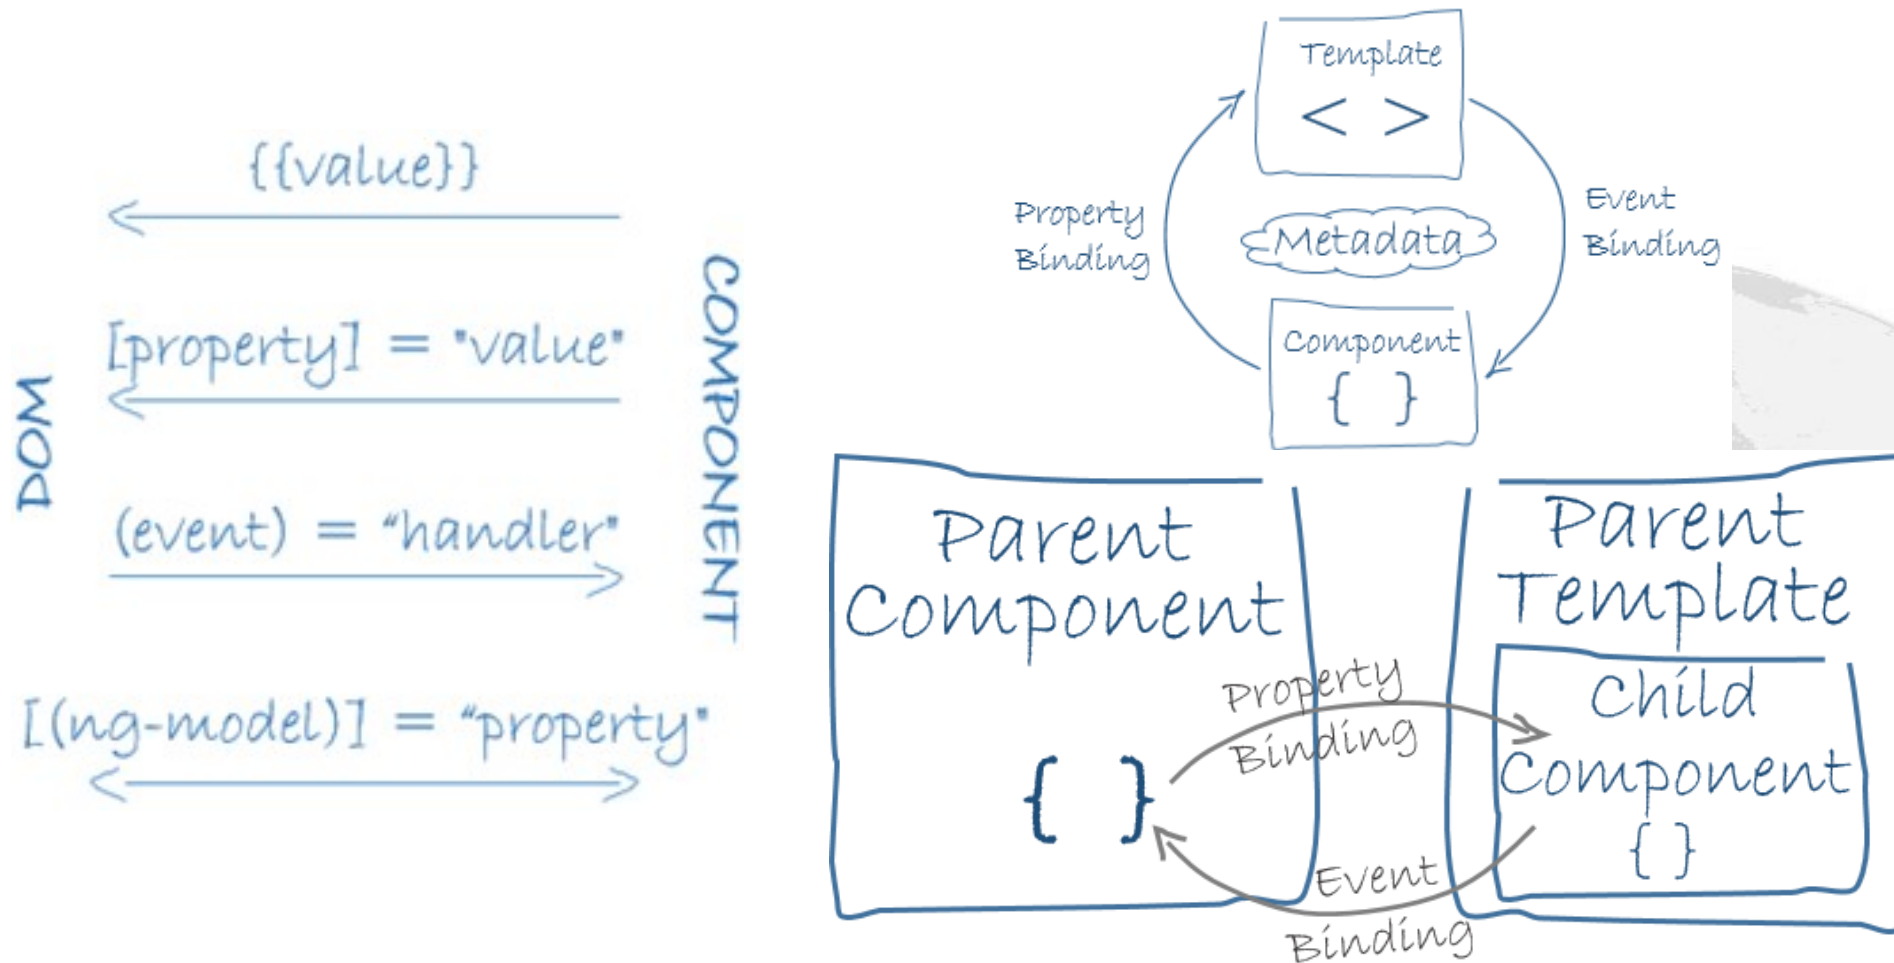 {{value}}
[property] = "value"
(event) = "handler"
[(ng-model)] = "property"
DOM
COMPONENT
Template
< >
Property
Binding
Metadata
Event
Binding
Component
{ }
Parent
Component
{ }
Property
Binding
Event
Binding
Parent
Template
Child
Component
{ }